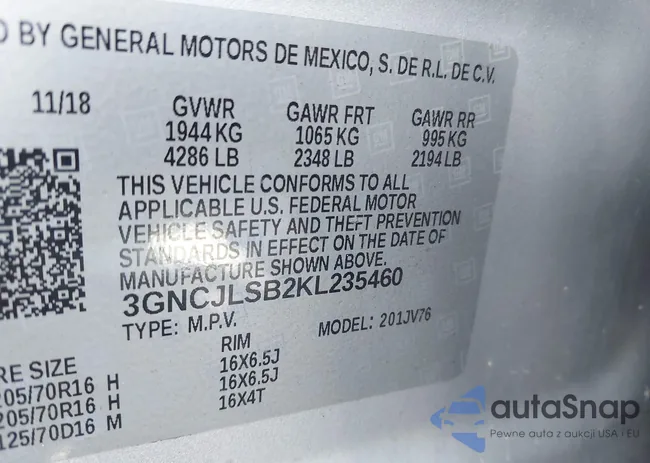 D BY GENERAL MOTORS DE MEXICO, S. DE R.L. DE C.V.
11/18 GVWR GAWR FRT GAWR RR
1944 KG 1065 KG 995 KG
4286 LB 2348 LB 2194 LB
THIS VEHICLE CONFORMS TO ALL
APPLICABLE U.S. FEDERAL MOTOR
VEHICLE SAFETY AND THEFT PREVENTION
STANDARDS IN EFFECT ON THE DATE OF
MANUFACTURE SHOWN ABOVE.
3GNCJLSB2KL235460
TYPE: M.P.V. MODEL: 201JV76
RE SIZE RIM
205/70R16 H 16X6.5J
205/70R16 H 16X6.5J
125/70D16 M 16X4T
autaSnap
Pewne auta z aukcji USA i EU